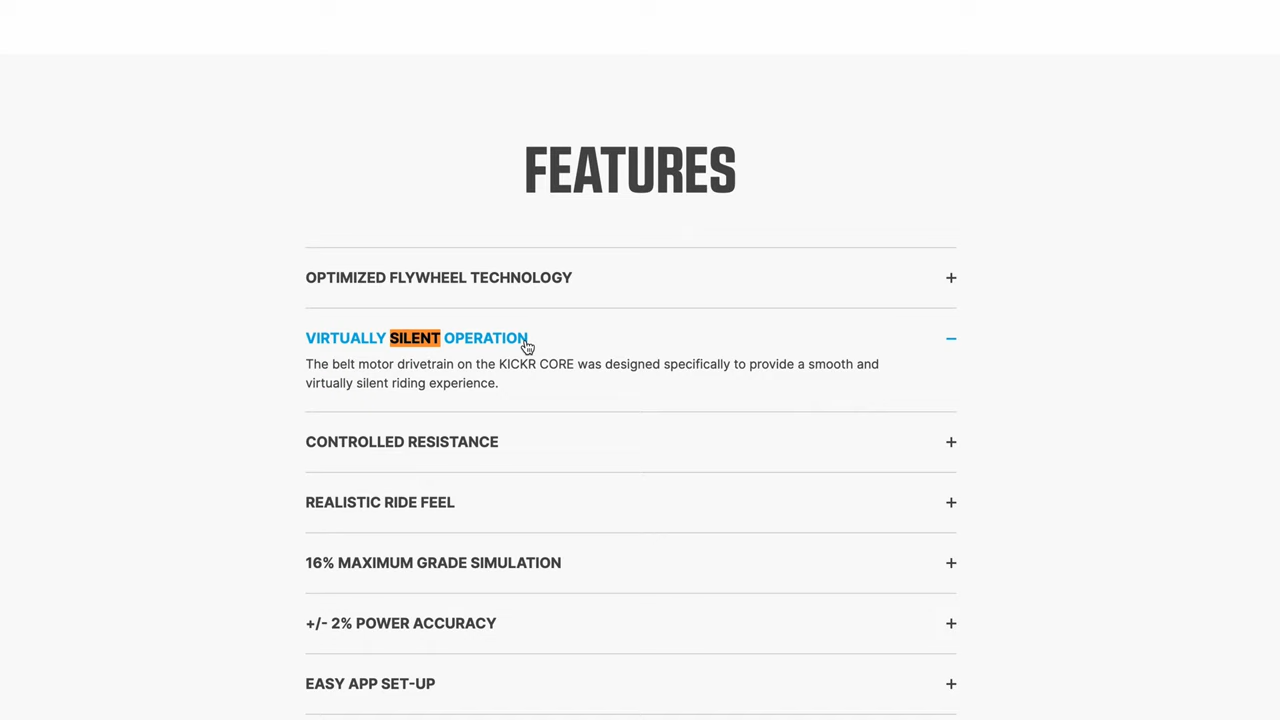 FEATURES
OPTIMIZED FLYWHEEL TECHNOLOGY
VIRTUALLY SILENT OPERATION
The belt motor drivetrain on the KICKR CORE was designed specifically to provide a smooth and
virtually silent riding experience.
CONTROLLED RESISTANCE
REALISTIC RIDE FEEL
16% MAXIMUM GRADE SIMULATION
+/- 2% POWER ACCURACY
EASY APP SET-UP